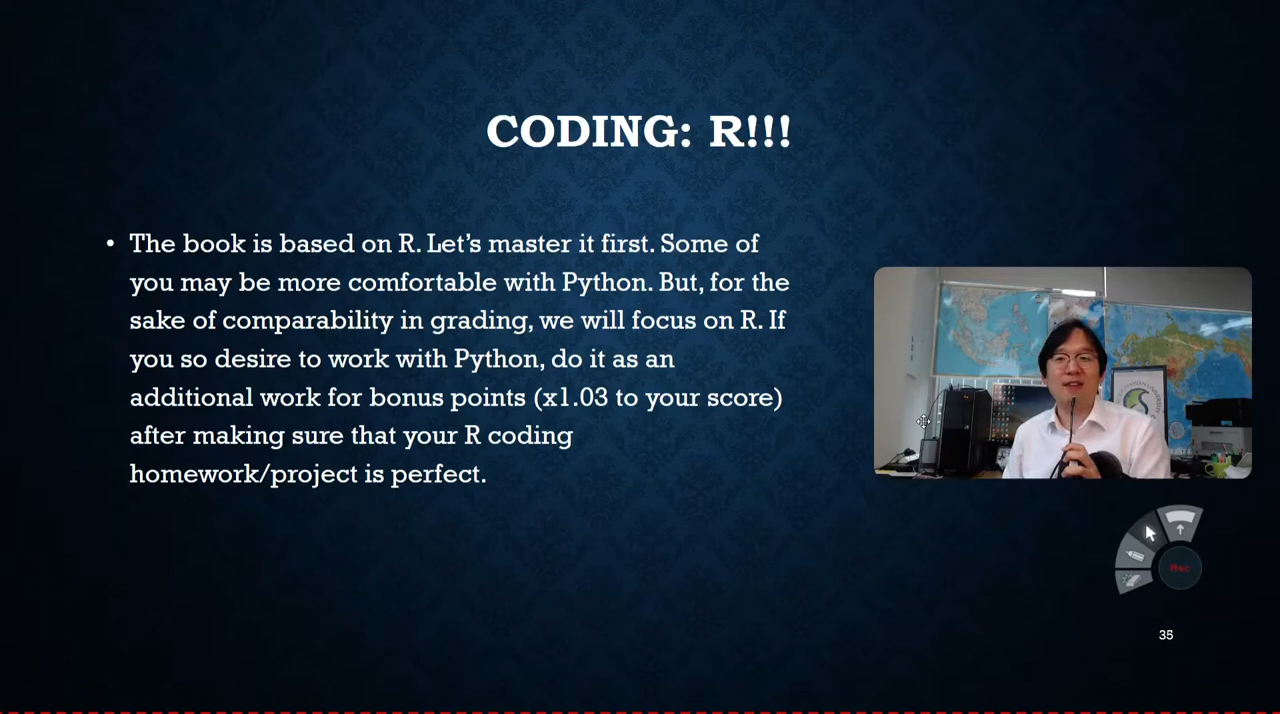 CODING: R!!!
• The book is based on R. Let’s master it first. Some of
you may be more comfortable with Python. But, for the
sake of comparability in grading, we will focus on R. If
you so desire to work with Python, do it as an
additional work for bonus points (x1.03 to your score)
after making sure that your R coding
homework/project is perfect.
Rec
35